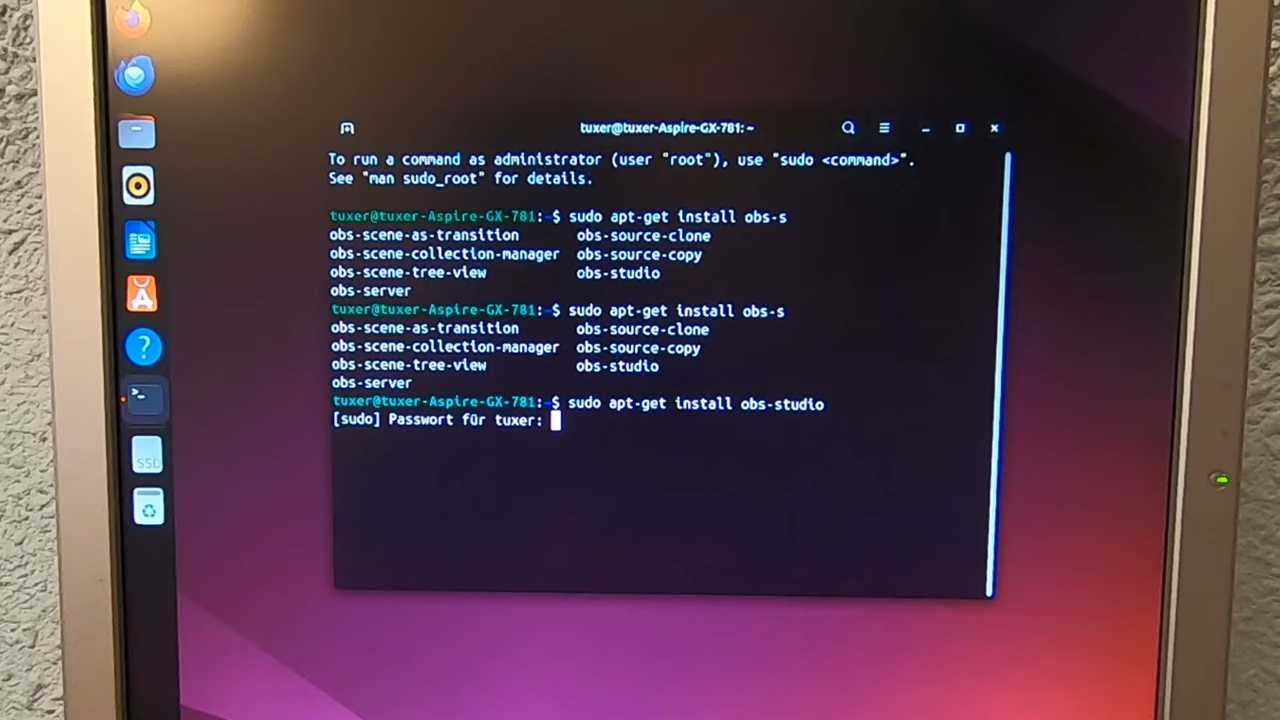 tuxer@tuxer-Aspire-GX-781: ~
To run a command as administrator (user "root"), use "sudo <command>".
See "man sudo_root" for details.
tuxer@tuxer-Aspire-GX-781:~$ sudo apt-get install obs-s
obs-scene-as-transition obs-source-clone
obs-scene-collection-manager obs-source-copy
obs-scene-tree-view obs-studio
obs-server
tuxer@tuxer-Aspire-GX-781:~$ sudo apt-get install obs-s
obs-scene-as-transition obs-source-clone
obs-scene-collection-manager obs-source-copy
obs-scene-tree-view obs-studio
obs-server
tuxer@tuxer-Aspire-GX-781:~$ sudo apt-get install obs-studio
[sudo] Passwort für tuxer:
SSD